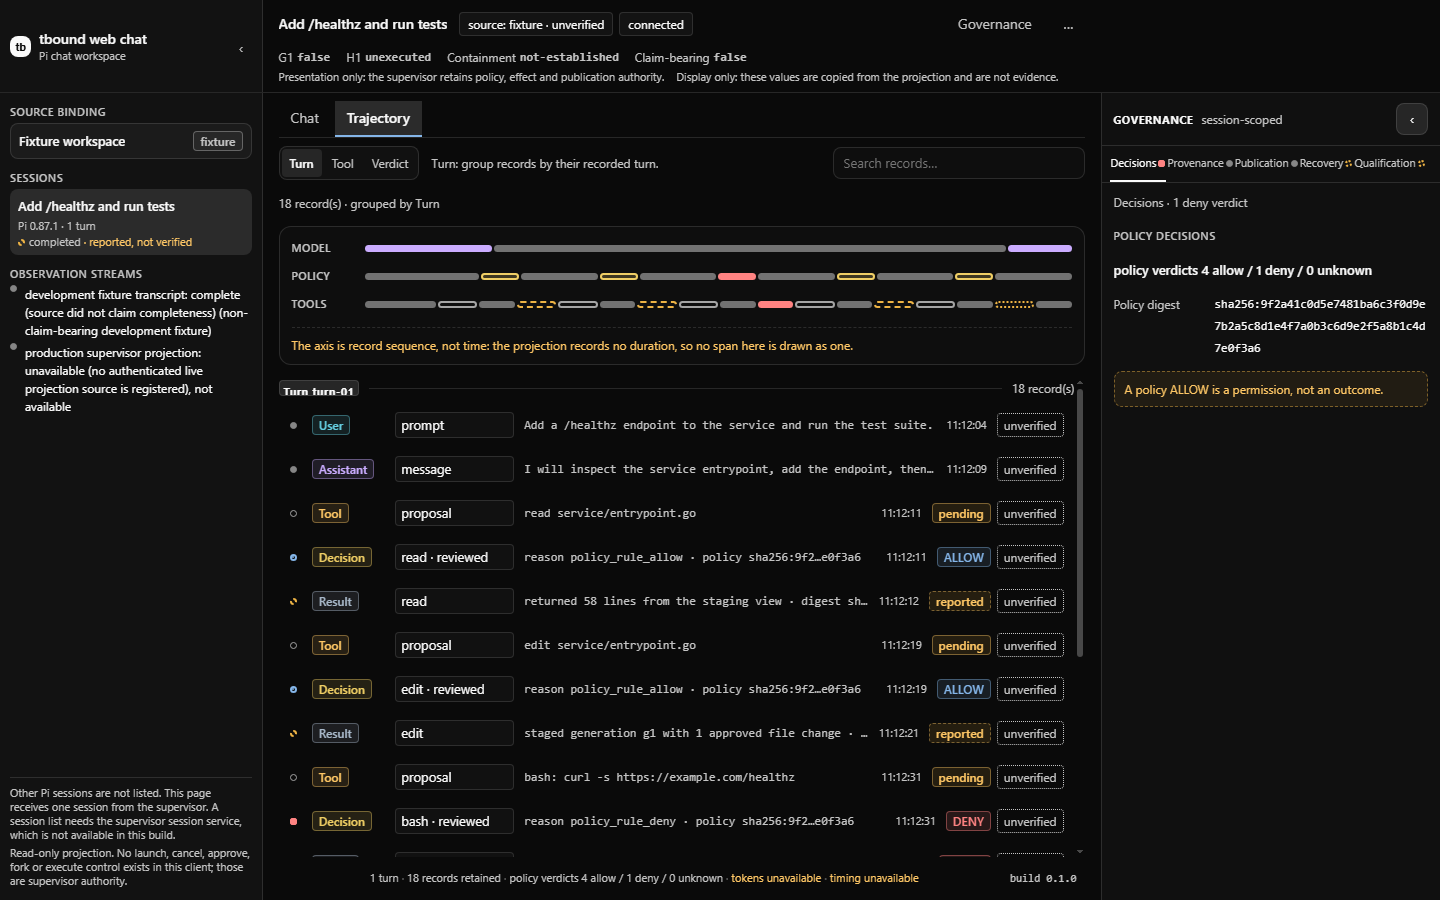 tb
tbound web chat
Pi chat workspace
‹
SOURCE BINDING
Fixture workspace
fixture
SESSIONS
Add /healthz and run tests
Pi 0.87.1 · 1 turn
completed · reported, not verified
OBSERVATION STREAMS
development fixture transcript: complete
(source did not claim completeness) (non-
claim-bearing development fixture)
production supervisor projection:
unavailable (no authenticated live
projection source is registered), not
available
Other Pi sessions are not listed. This page
receives one session from the supervisor. A
session list needs the supervisor session service,
which is not available in this build.
Read-only projection. No launch, cancel, approve,
fork or execute control exists in this client; those
are supervisor authority.
Add /healthz and run tests
source: fixture · unverified
connected
Governance
...
G1 false H1 unexecuted Containment not-established Claim-bearing false
Presentation only: the supervisor retains policy, effect and publication authority. Display only: these values are copied from the projection and are not evidence.
Chat Trajectory
Turn Tool Verdict Turn: group records by their recorded turn.
Search records...
18 record(s) · grouped by Turn
MODEL
POLICY
TOOLS
The axis is record sequence, not time: the projection records no duration, so no span here is drawn as one.
Turn turn-01 18 record(s)
User prompt Add a /healthz endpoint to the service and run the test suite. 11:12:04 unverified
Assistant message I will inspect the service entrypoint, add the endpoint, then… 11:12:09 unverified
Tool proposal read service/entrypoint.go 11:12:11 pending unverified
Decision read · reviewed reason policy_rule_allow · policy sha256:9f2…e0f3a6 11:12:11 ALLOW unverified
Result read returned 58 lines from the staging view · digest sh… 11:12:12 reported unverified
Tool proposal edit service/entrypoint.go 11:12:19 pending unverified
Decision edit · reviewed reason policy_rule_allow · policy sha256:9f2…e0f3a6 11:12:19 ALLOW unverified
Result edit staged generation g1 with 1 approved file change · … 11:12:21 reported unverified
Tool proposal bash: curl -s https://example.com/healthz 11:12:31 pending unverified
Decision bash · reviewed reason policy_rule_deny · policy sha256:9f2…e0f3a6 11:12:31 DENY unverified
1 turn · 18 records retained · policy verdicts 4 allow / 1 deny / 0 unknown · tokens unavailable · timing unavailable
build 0.1.0
GOVERNANCE session-scoped
‹
Decisions Provenance Publication Recovery Qualification
Decisions · 1 deny verdict
POLICY DECISIONS
policy verdicts 4 allow / 1 deny / 0 unknown
Policy digest sha256:9f2a41c0d5e7481ba6c3f0d9e
7b2a5c8d1e4f7a0b3c6d9e2f5a8b1c4d
7e0f3a6
A policy ALLOW is a permission, not an outcome.